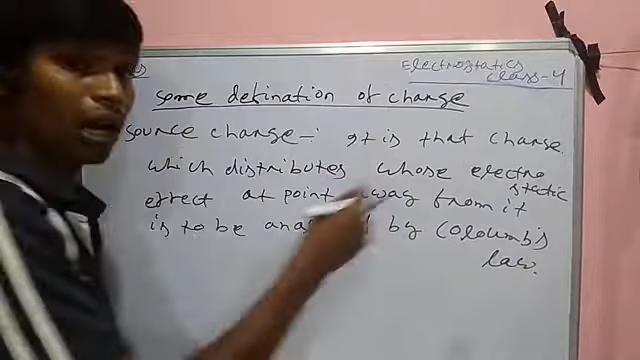 Electrostatics
class-4
some defination of charge
source charge-: It is that charge
which distributes whose electro
static
effect at point away from it
is to be by Coloumb's
law.